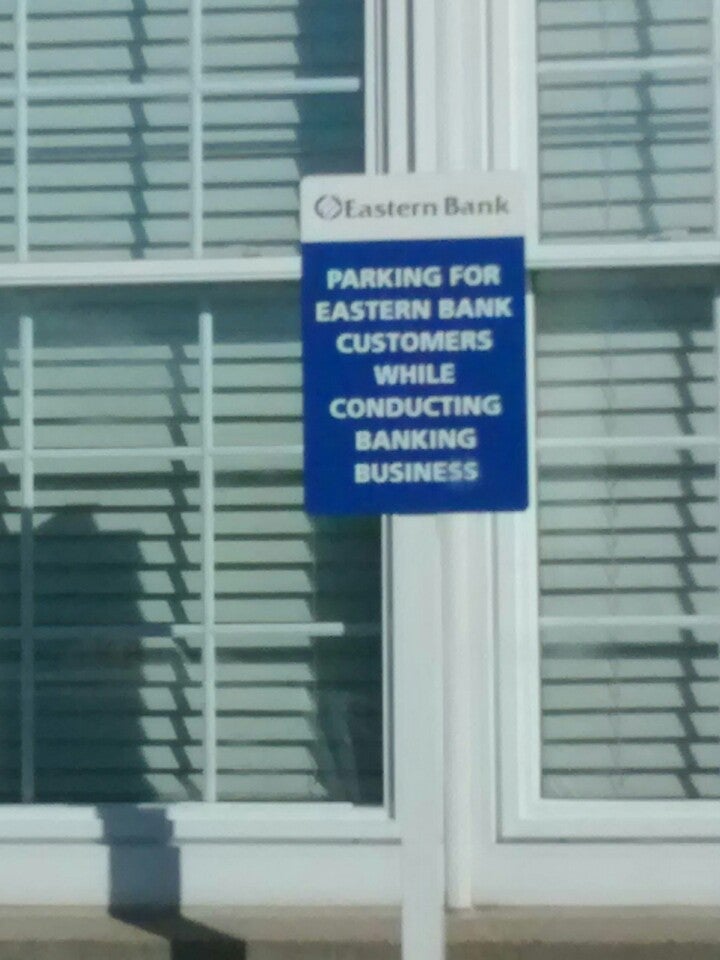 Eastern Bank
PARKING FOR
EASTERN BANK
CUSTOMERS
WHILE
CONDUCTING
BANKING
BUSINESS